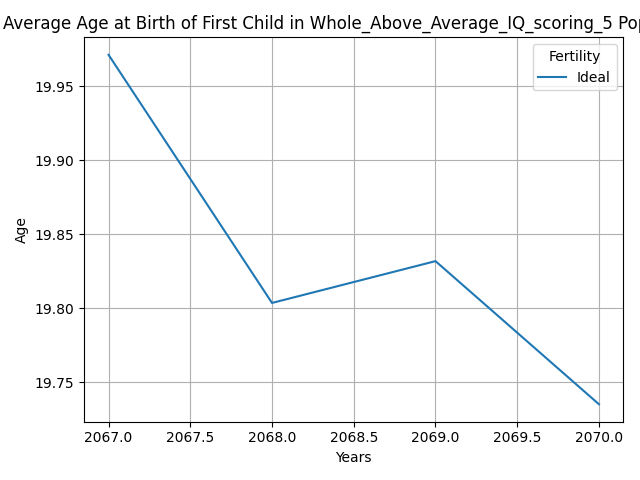 Average Age at Birth of First Child in Whole_Above_Average_IQ_scoring_5
Fertility
Ideal
19.95
19.90
19.85
19.80
19.75
Age
2067.0 2067.5 2068.0 2068.5 2069.0 2069.5 2070.0
Years